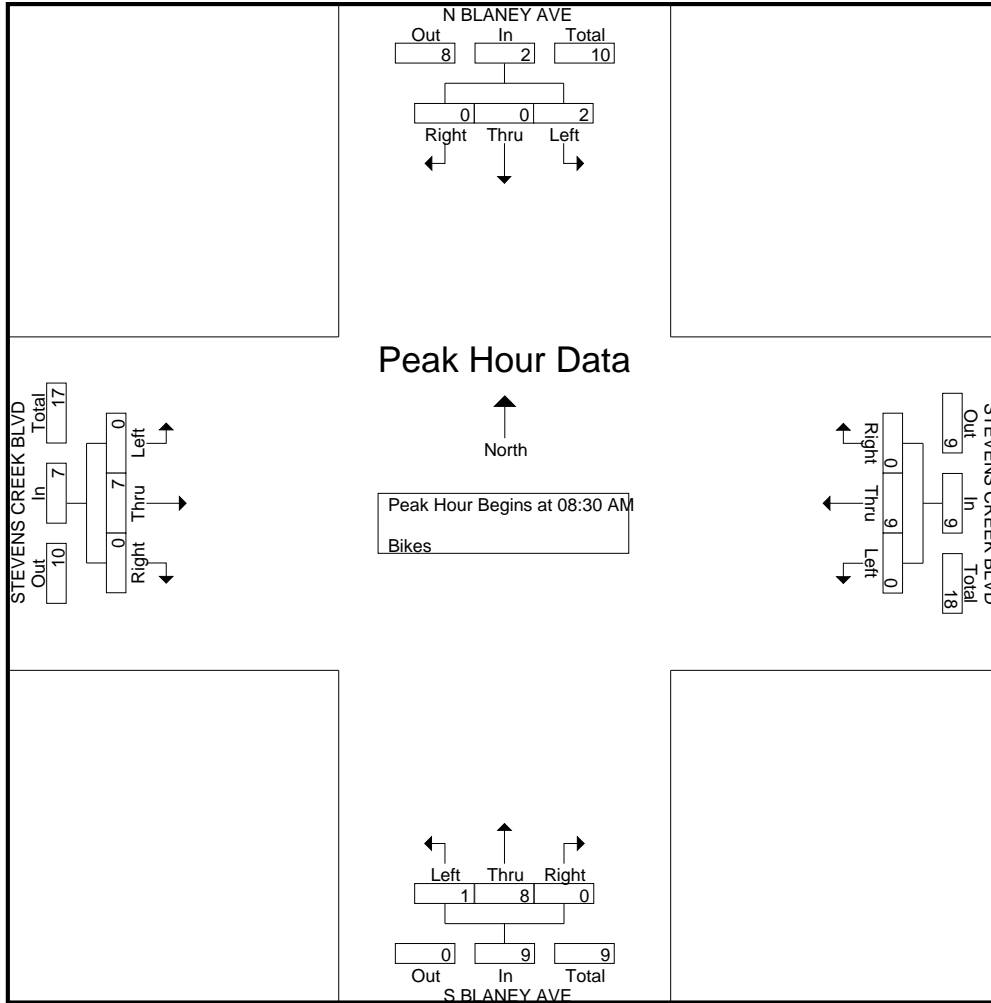 N BLANEY AVE
Out In Total
8 2 10
0 0 2
Right Thru Left
Peak Hour Data
North
Peak Hour Begins at 08:30 AM
Bikes
STEVENS CREEK BLVD
Out In Total
10 7 17
0 7 0
Right Thru Left
STEVENS CREEK BLVD
Out In Total
9 9 18
Right Thru Left
0 9 0
Left Thru Right
1 8 0
0 9 9
Out In Total
S BLANEY AVE